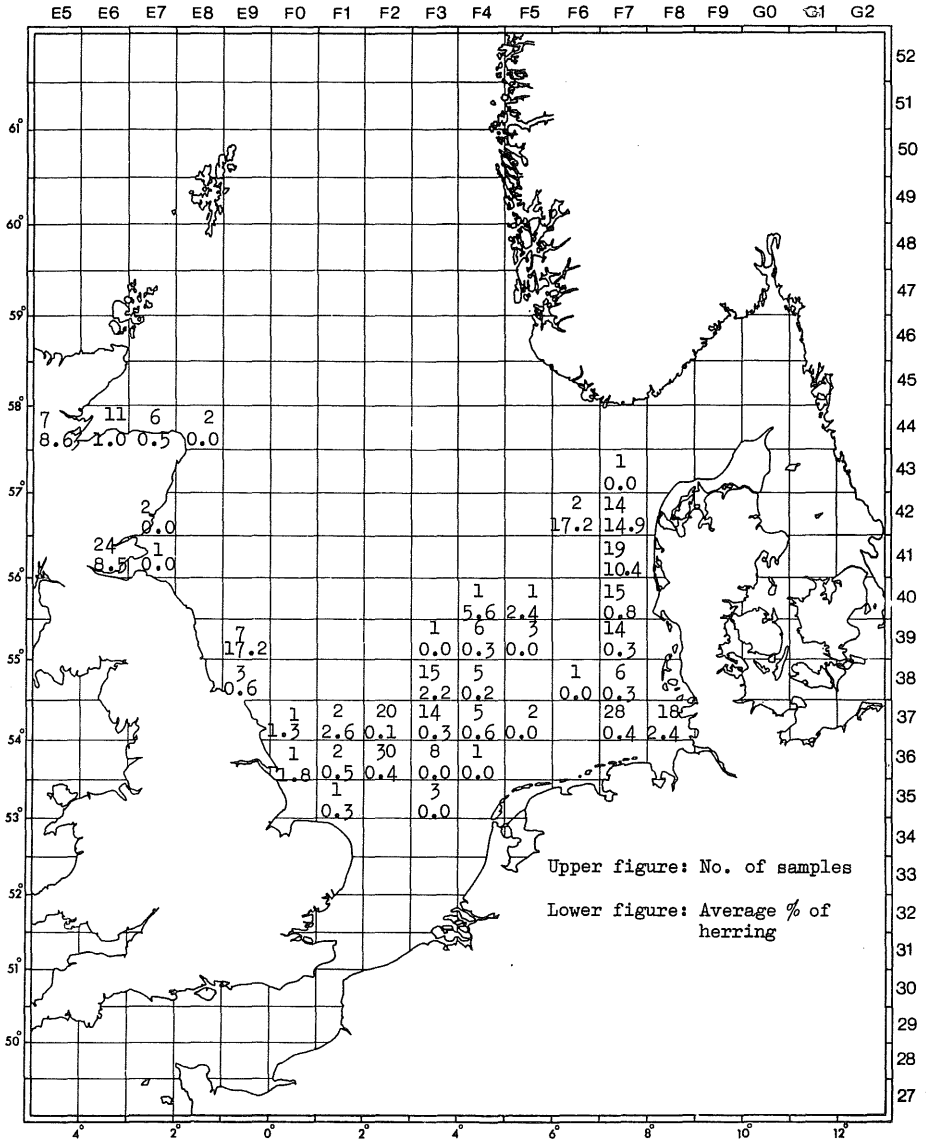 E5 E6 E7 E8 E9 F0 F1 F2 F3 F4 F5 F6 F7 F8 F9 G0 G1 G2
52
51
61°
50
49
60°
48
47
59°
46
45
58°
7 11 6 2
44
8.6 1.0 0.5 0.0
1
43
0.0
57°
2 2 14
42
0.0 17.2 14.9
24 1 19
41
8.5 0.0 10.4
56°
1 1 15
40
5.6 2.4 0.8
7 1 6 3 14
39
17.2 0.0 0.3 0.0 0.3
55°
3 15 5 1 6
38
0.6 2.2 0.2 0.0 0.3
1 2 20 14 5 2 28 18
37
1.3 2.6 0.1 0.3 0.6 0.0 0.4 2.4
54°
1 2 30 8 1
36
1.8 0.5 0.4 0.0 0.0
1 3
35
0.3 0.0
53°
34
Upper figure: No. of samples
33
52°
Lower figure: Average % of
32
herring
31
51°
30
29
50°
28
27
4° 2° 0° 2° 4° 6° 8° 10° 12°